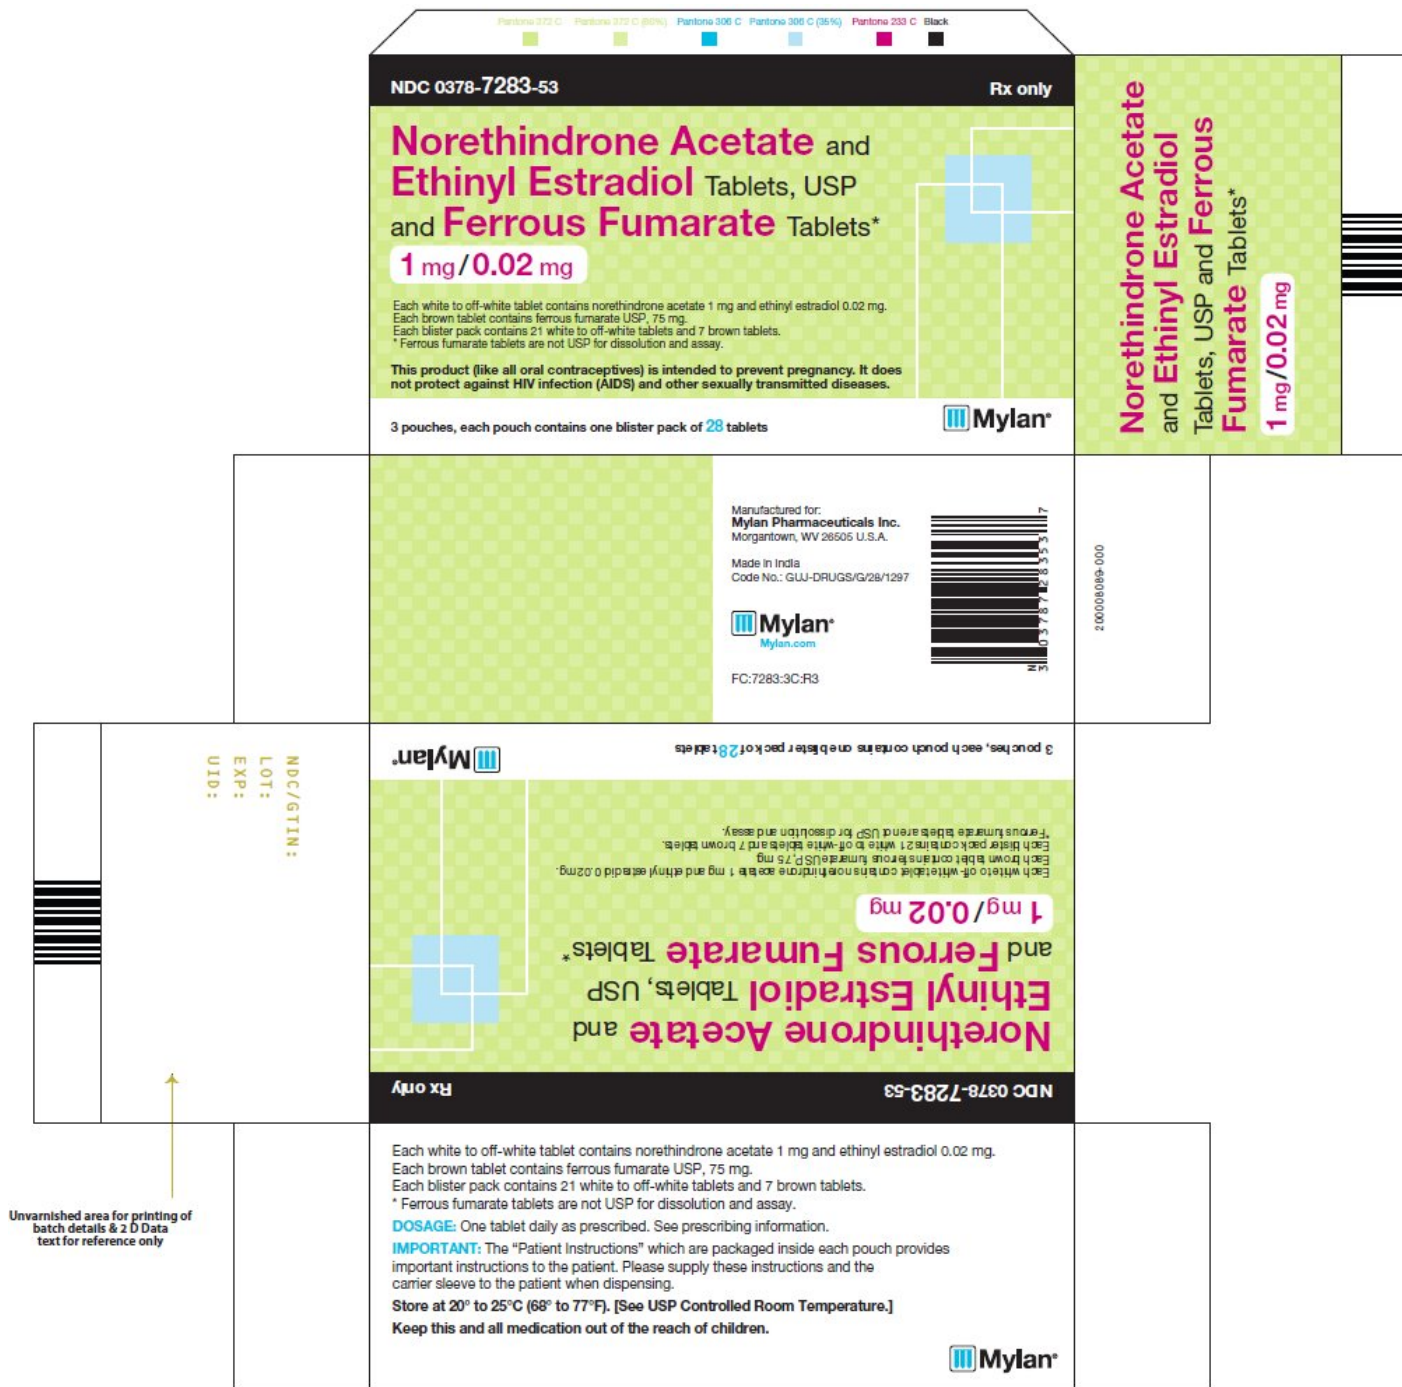 Pantone 372 C Pantone 372 C (60%) Pantone 306 C Pantone 306 C (35%) Pantone 233 C Black
NDC 0378-7283-53
Rx only
Norethindrone Acetate and
Ethinyl Estradiol Tablets, USP
and Ferrous Fumarate Tablets*
1 mg/0.02 mg
Each white to off-white tablet contains norethindrone acetate 1 mg and ethinyl estradiol 0.02 mg.
Each brown tablet contains ferrous fumarate USP, 75 mg.
Each blister pack contains 21 white to off-white tablets and 7 brown tablets.
* Ferrous fumarate tablets are not USP for dissolution and assay.
This product (like all oral contraceptives) is intended to prevent pregnancy. It does
not protect against HIV infection (AIDS) and other sexually transmitted diseases.
3 pouches, each pouch contains one blister pack of 28 tablets
Mylan®
Norethindrone Acetate
and Ethinyl Estradiol
Tablets, USP and Ferrous
Fumarate Tablets*
1 mg/0.02 mg
Manufactured for:
Mylan Pharmaceuticals Inc.
Morgantown, WV 26505 U.S.A.
Made in India
Code No.: GUJ-DRUGS/G/28/1297
Mylan®
Mylan.com
FC:7283:3C:R3
N
3 0378728353 7
200008089-000
NDC/GTIN:
LOT:
EXP:
UID:
Unvarnished area for printing of
batch details & 2 D Data
text for reference only
NDC 0378-7283-53
Rx only
Norethindrone Acetate and
Ethinyl Estradiol Tablets, USP
and Ferrous Fumarate Tablets*
1 mg/0.02 mg
Each white to off-white tablet contains norethindrone acetate 1 mg and ethinyl estradiol 0.02 mg.
Each brown tablet contains ferrous fumarate USP, 75 mg
Each blister pack contains 21 white to off-white tablets and 7 brown tablets.
*Ferrous fumarate tablets are not USP for dissolution and assay.
3 pouches, each pouch contains one blister pack of 28 tablets
Mylan®
Each white to off-white tablet contains norethindrone acetate 1 mg and ethinyl estradiol 0.02 mg.
Each brown tablet contains ferrous fumarate USP, 75 mg.
Each blister pack contains 21 white to off-white tablets and 7 brown tablets.
* Ferrous fumarate tablets are not USP for dissolution and assay.
DOSAGE: One tablet daily as prescribed. See prescribing information.
IMPORTANT: The “Patient Instructions” which are packaged inside each pouch provides
important instructions to the patient. Please supply these instructions and the
carrier sleeve to the patient when dispensing.
Store at 20° to 25°C (68° to 77°F). [See USP Controlled Room Temperature.]
Keep this and all medication out of the reach of children.
Mylan®